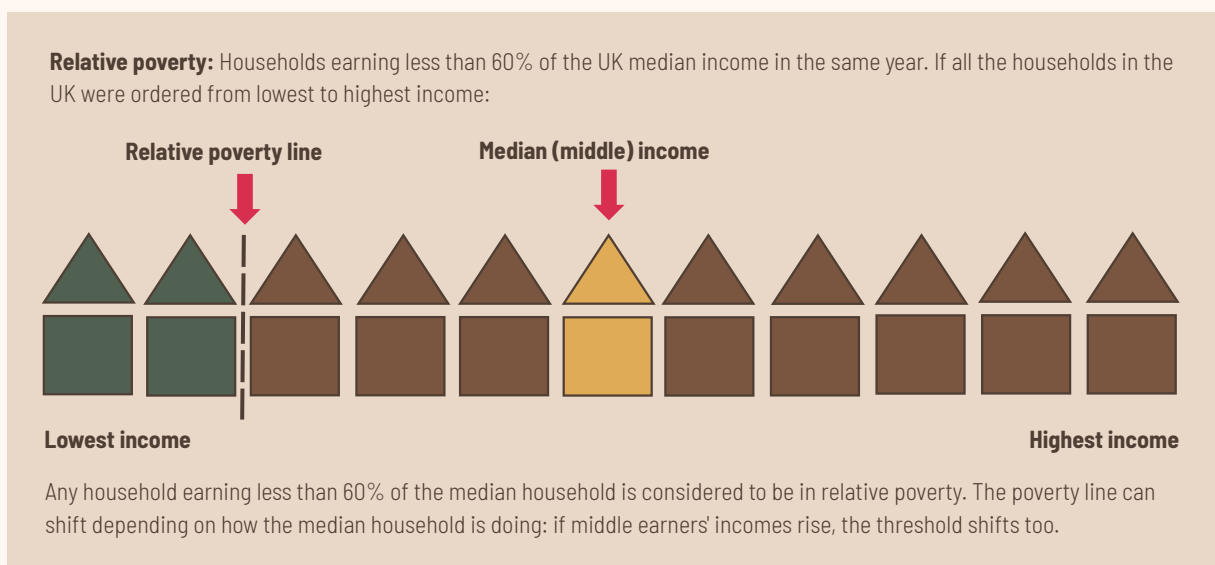 Relative poverty: Households earning less than 60% of the UK median income in the same year. If all the households in the
UK were ordered from lowest to highest income:
Relative poverty line
Median (middle) income
Lowest income
Highest income
Any household earning less than 60% of the median household is considered to be in relative poverty. The poverty line can
shift depending on how the median household is doing: if middle earners' incomes rise, the threshold shifts too.